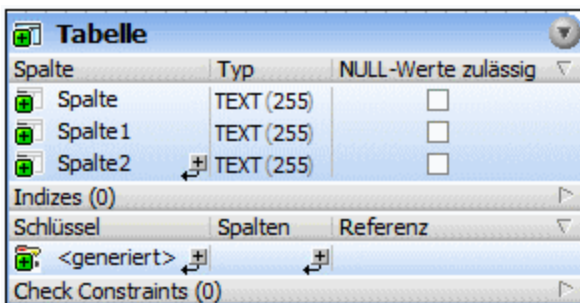 Tabelle
Spalte Typ NULL-Werte zulässig
Spalte TEXT (255)
Spalte1 TEXT (255)
Spalte2 TEXT (255)
Indizes (0)
Schlüssel Spalten Referenz
<generiert>
Check Constraints (0)